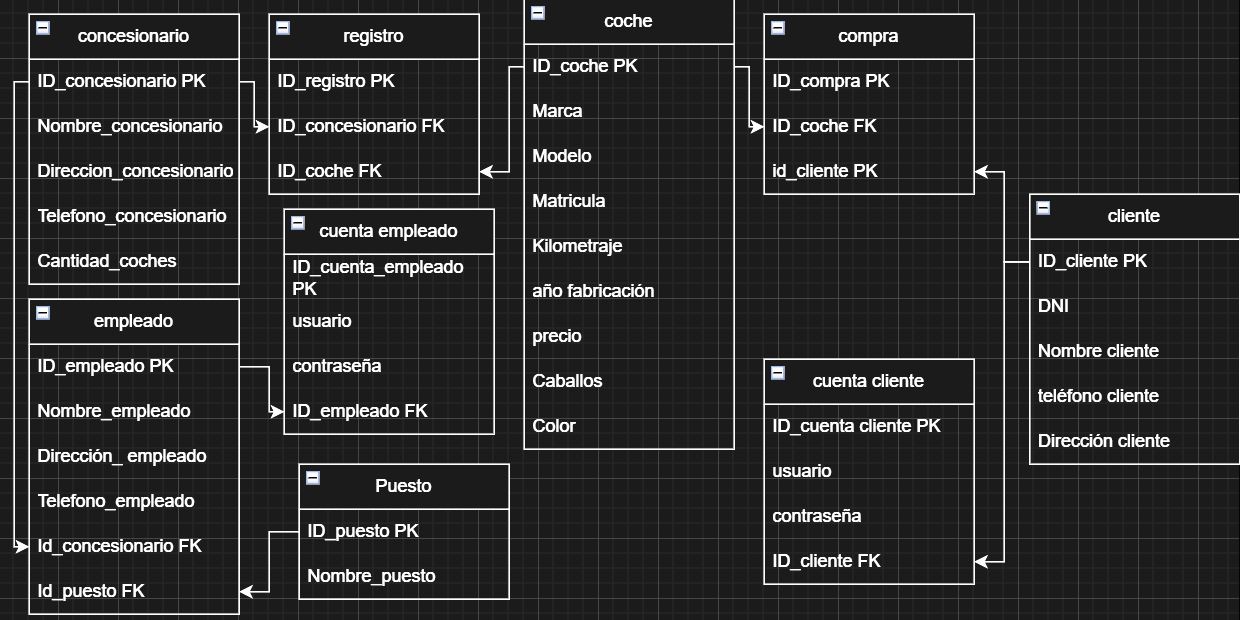 concesionario
ID_concesionario PK
Nombre_concesionario
Direccion_concesionario
Telefono_concesionario
Cantidad_coches
registro
ID_registro PK
ID_concesionario FK
ID_coche FK
coche
ID_coche PK
Marca
Modelo
Matricula
Kilometraje
año fabricación
precio
Caballos
Color
compra
ID_compra PK
ID_coche FK
id_cliente PK
cliente
ID_cliente PK
DNI
Nombre cliente
teléfono cliente
Dirección cliente
cuenta empleado
ID_cuenta_empleado
PK
usuario
contraseña
ID_empleado FK
empleado
ID_empleado PK
Nombre_empleado
Dirección_ empleado
Telefono_empleado
Id_concesionario FK
Id_puesto FK
Puesto
ID_puesto PK
Nombre_puesto
cuenta cliente
ID_cuenta cliente PK
usuario
contraseña
ID_cliente FK